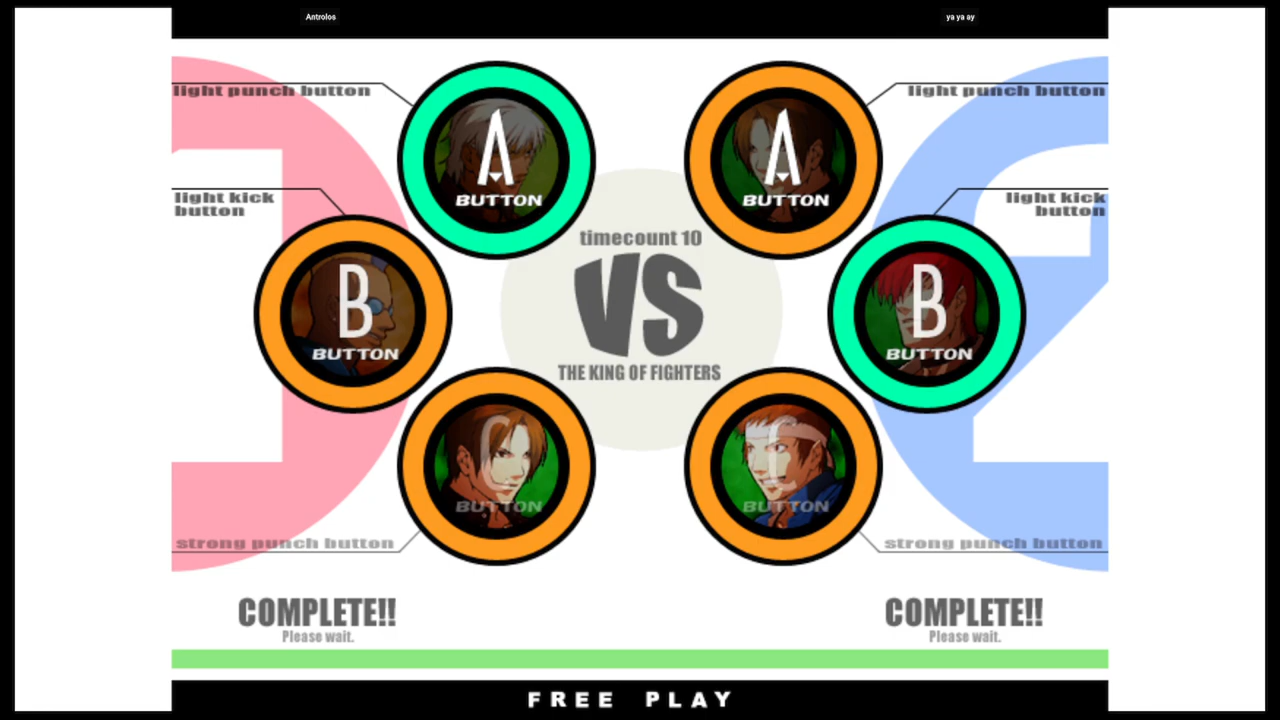 Antrolos
ya ya ay
light punch button
light punch button
A
BUTTON
A
BUTTON
light kick
button
light kick
button
timecount 10
VS
THE KING OF FIGHTERS
B
BUTTON
B
BUTTON
C
BUTTON
C
BUTTON
strong punch button
strong punch button
COMPLETE!!
Please wait.
COMPLETE!!
Please wait.
FREE PLAY